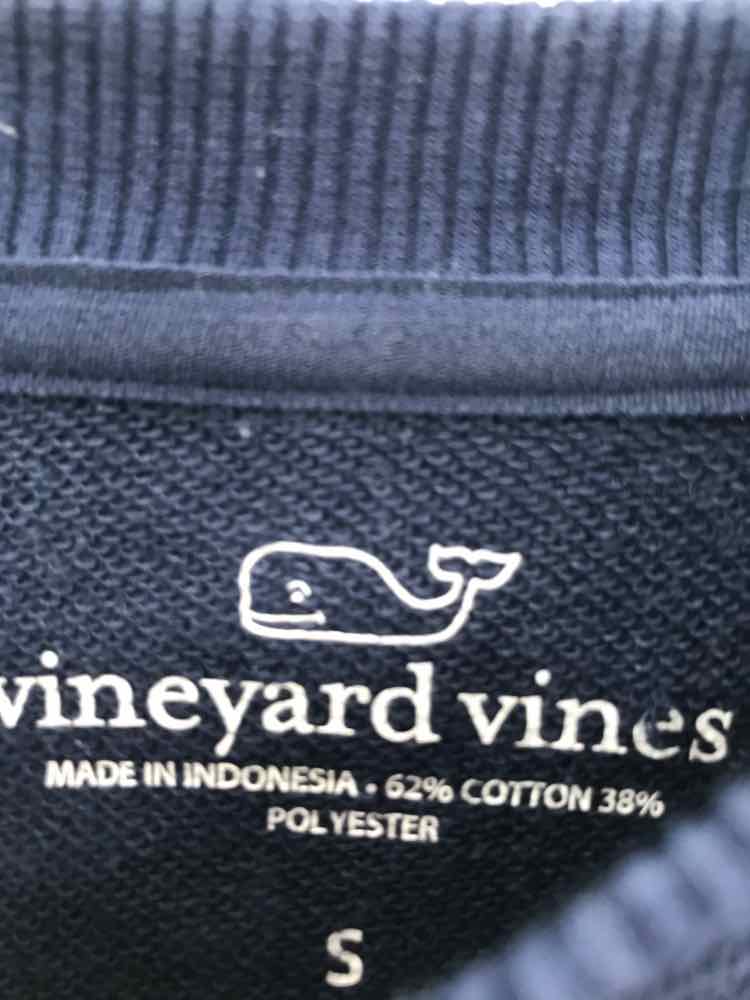 vineyard vines
MADE IN INDONESIA • 62% COTTON 38%
POLYESTER
S